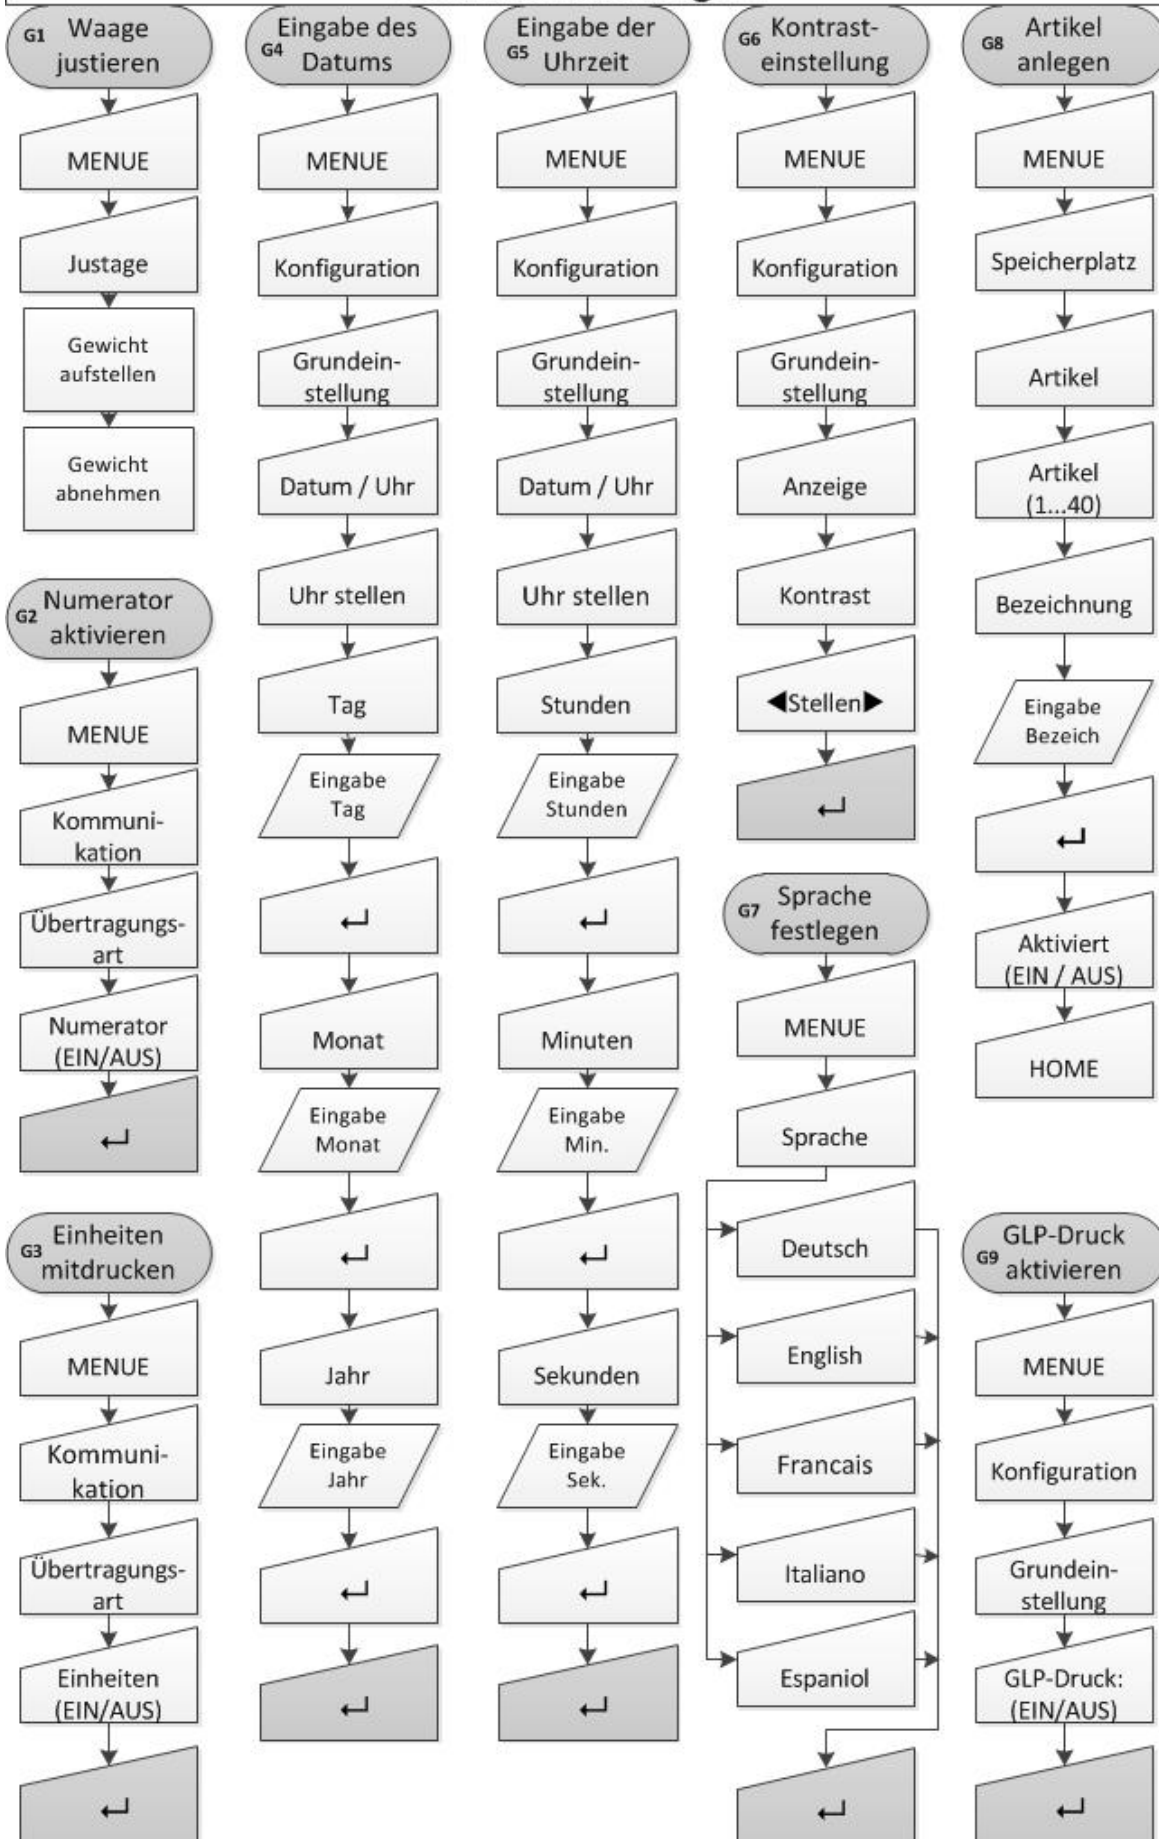 G1 Waage
justieren
MENUE
Justage
Gewicht
aufstellen
Gewicht
abnehmen
G2 Numerator
aktivieren
MENUE
Kommuni-
kation
Übertragungs-
art
Numerator
(EIN/AUS)
↵
G3 Einheiten
mitdrucken
MENUE
Kommuni-
kation
Übertragungs-
art
Einheiten
(EIN/AUS)
↵
G4 Eingabe des
Datums
MENUE
Konfiguration
Grundein-
stellung
Datum / Uhr
Uhr stellen
Tag
Eingabe
Tag
↵
Monat
Eingabe
Monat
↵
Jahr
Eingabe
Jahr
↵
↵
G5 Eingabe der
Uhrzeit
MENUE
Konfiguration
Grundein-
stellung
Datum / Uhr
Uhr stellen
Stunden
Eingabe
Stunden
↵
Minuten
Eingabe
Min.
↵
Sekunden
Eingabe
Sek.
↵
↵
G6 Kontrast-
einstellung
MENUE
Konfiguration
Grundein-
stellung
Anzeige
Kontrast
◀Stellen▶
↵
G7 Sprache
festlegen
MENUE
Sprache
Deutsch
English
Francais
Italiano
Espaniol
↵
G8 Artikel
anlegen
MENUE
Speicherplatz
Artikel
Artikel
(1...40)
Bezeichnung
Eingabe
Bezeich
↵
Aktiviert
(EIN / AUS)
HOME
G9 GLP-Druck
aktivieren
MENUE
Konfiguration
Grundein-
stellung
GLP-Druck:
(EIN/AUS)
↵